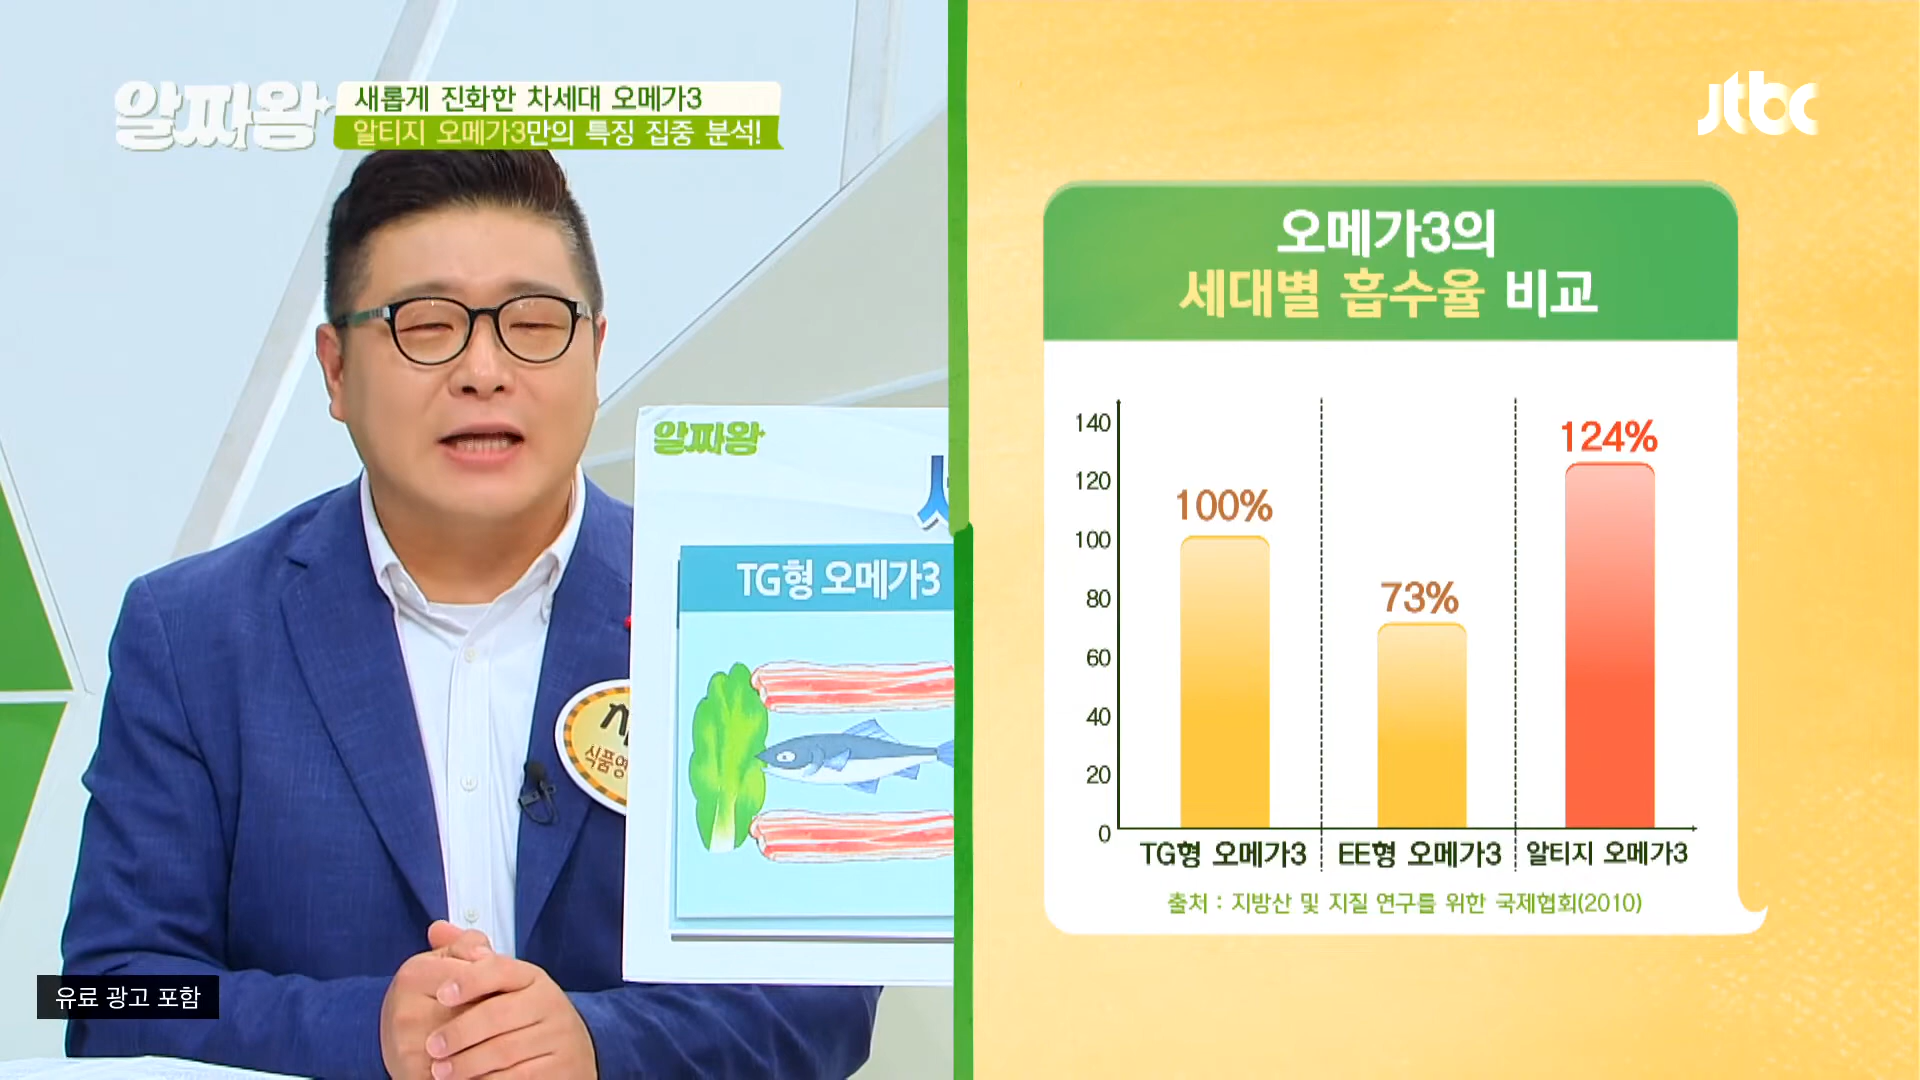 알짜왕
새롭게 진화한 차세대 오메가3
알티지 오메가3만의 특징 집중 분석!
jtbc
알짜왕
TG형 오메가3
식품영
유료 광고 포함
오메가3의
세대별 흡수율 비교
140
120
100
80
60
40
20
0
100%
73%
124%
TG형 오메가3
EE형 오메가3
알티지 오메가3
출처 : 지방산 및 지질 연구를 위한 국제협회(2010)